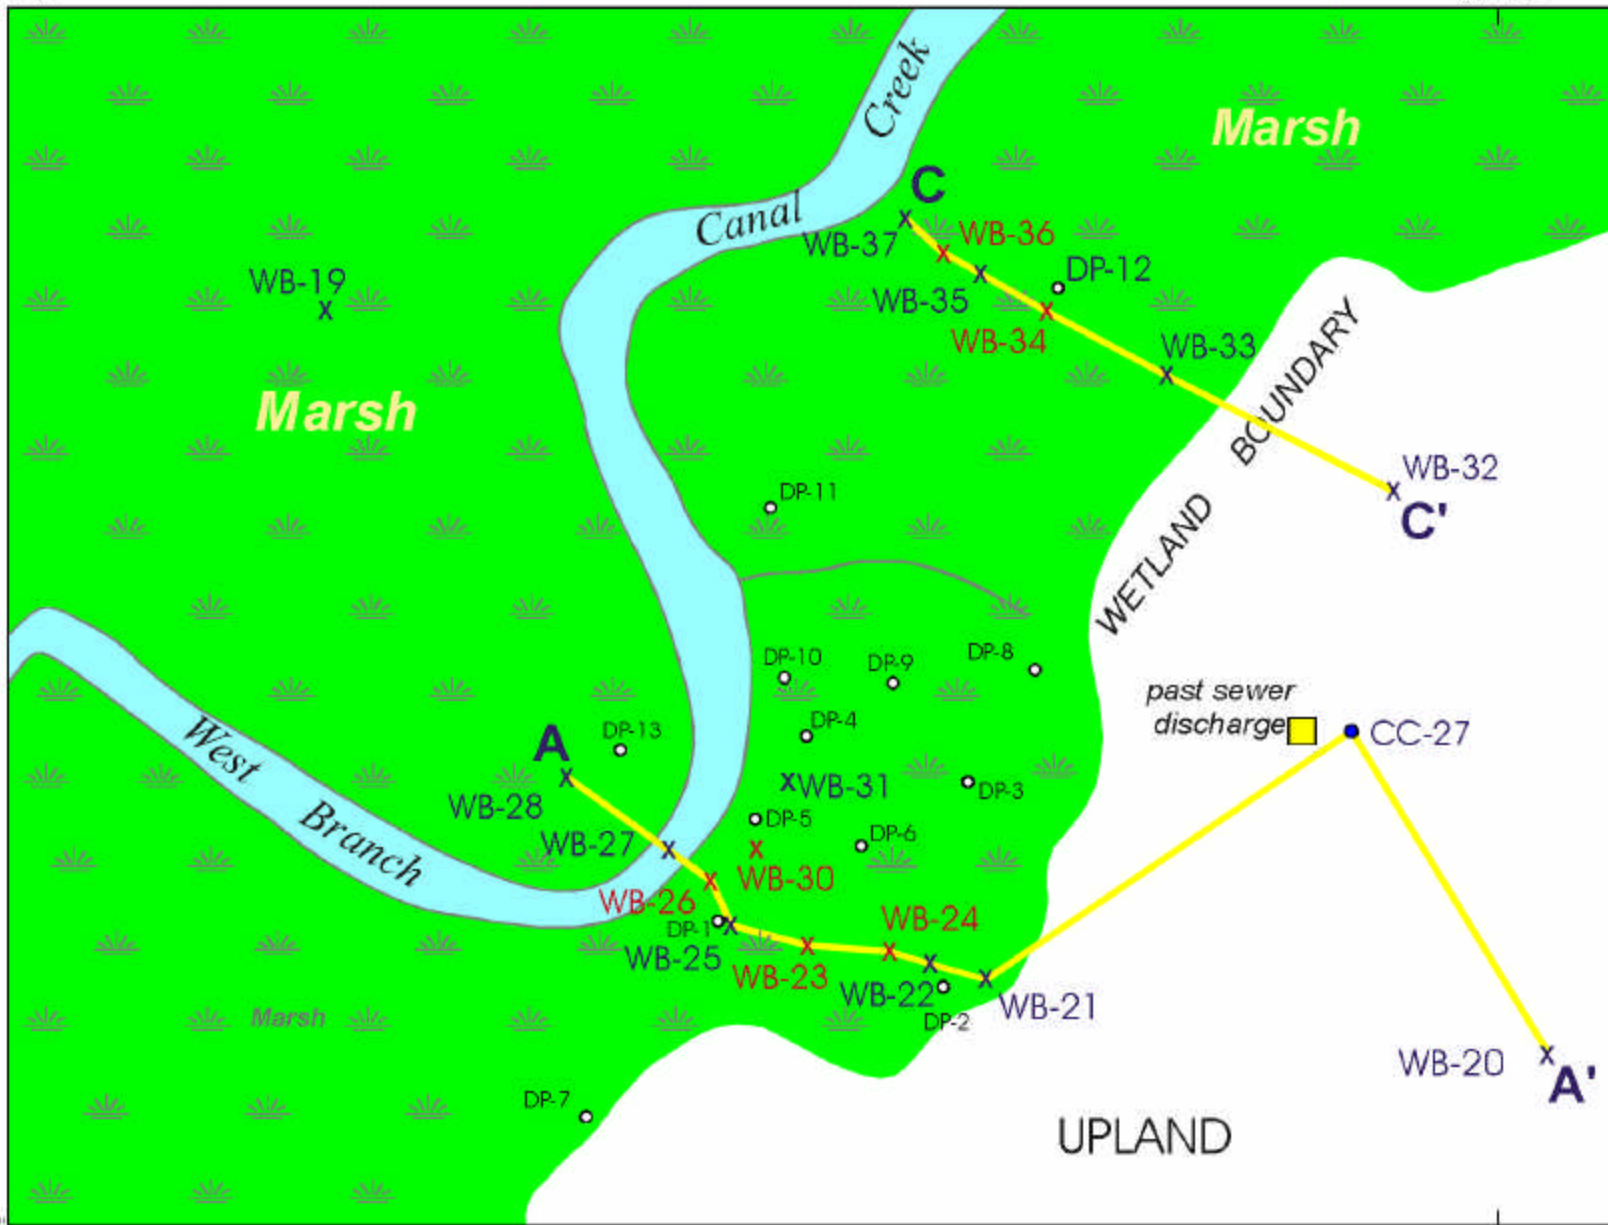 Creek
Marsh
C
Canal
WB-37
WB-36
WB-19
DP-12
WB-35
WB-34
WB-33
Marsh
BOUNDARY
WB-32
C'
DP-11
WETLAND
DP-10
DP-9
DP-8
past sewer
discharge
CC-27
West
Branch
A
DP-13
DP-4
WB-31
DP-3
WB-28
DP-5
WB-27
DP-6
WB-30
WB-26
WB-24
DP-1
WB-25
WB-23
WB-22
WB-21
DP-2
Marsh
WB-20
A'
DP-7
UPLAND